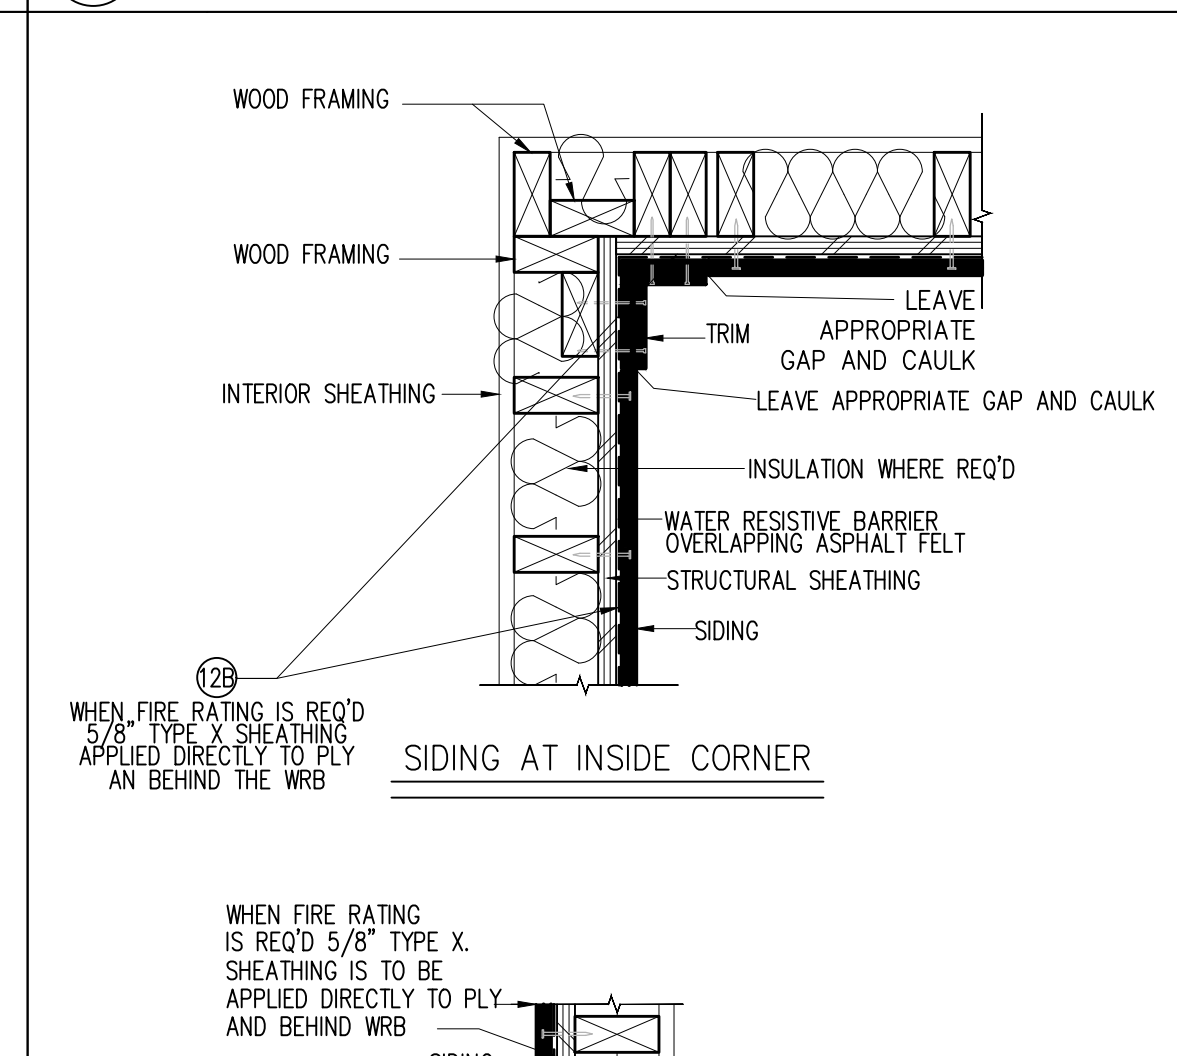 WOOD FRAMING
WOOD FRAMING
LEAVE
APPROPRIATE
GAP AND CAULK
TRIM
INTERIOR SHEATHING
LEAVE APPROPRIATE GAP AND CAULK
INSULATION WHERE REQ'D
WATER RESISTIVE BARRIER
OVERLAPPING ASPHALT FELT
STRUCTURAL SHEATHING
SIDING
12B
WHEN FIRE RATING IS REQ'D
5/8" TYPE X SHEATHING
APPLIED DIRECTLY TO PLY
AN BEHIND THE WRB
SIDING AT INSIDE CORNER
WHEN FIRE RATING
IS REQ'D 5/8" TYPE X.
SHEATHING IS TO BE
APPLIED DIRECTLY TO PLY
AND BEHIND WRB
SIDING